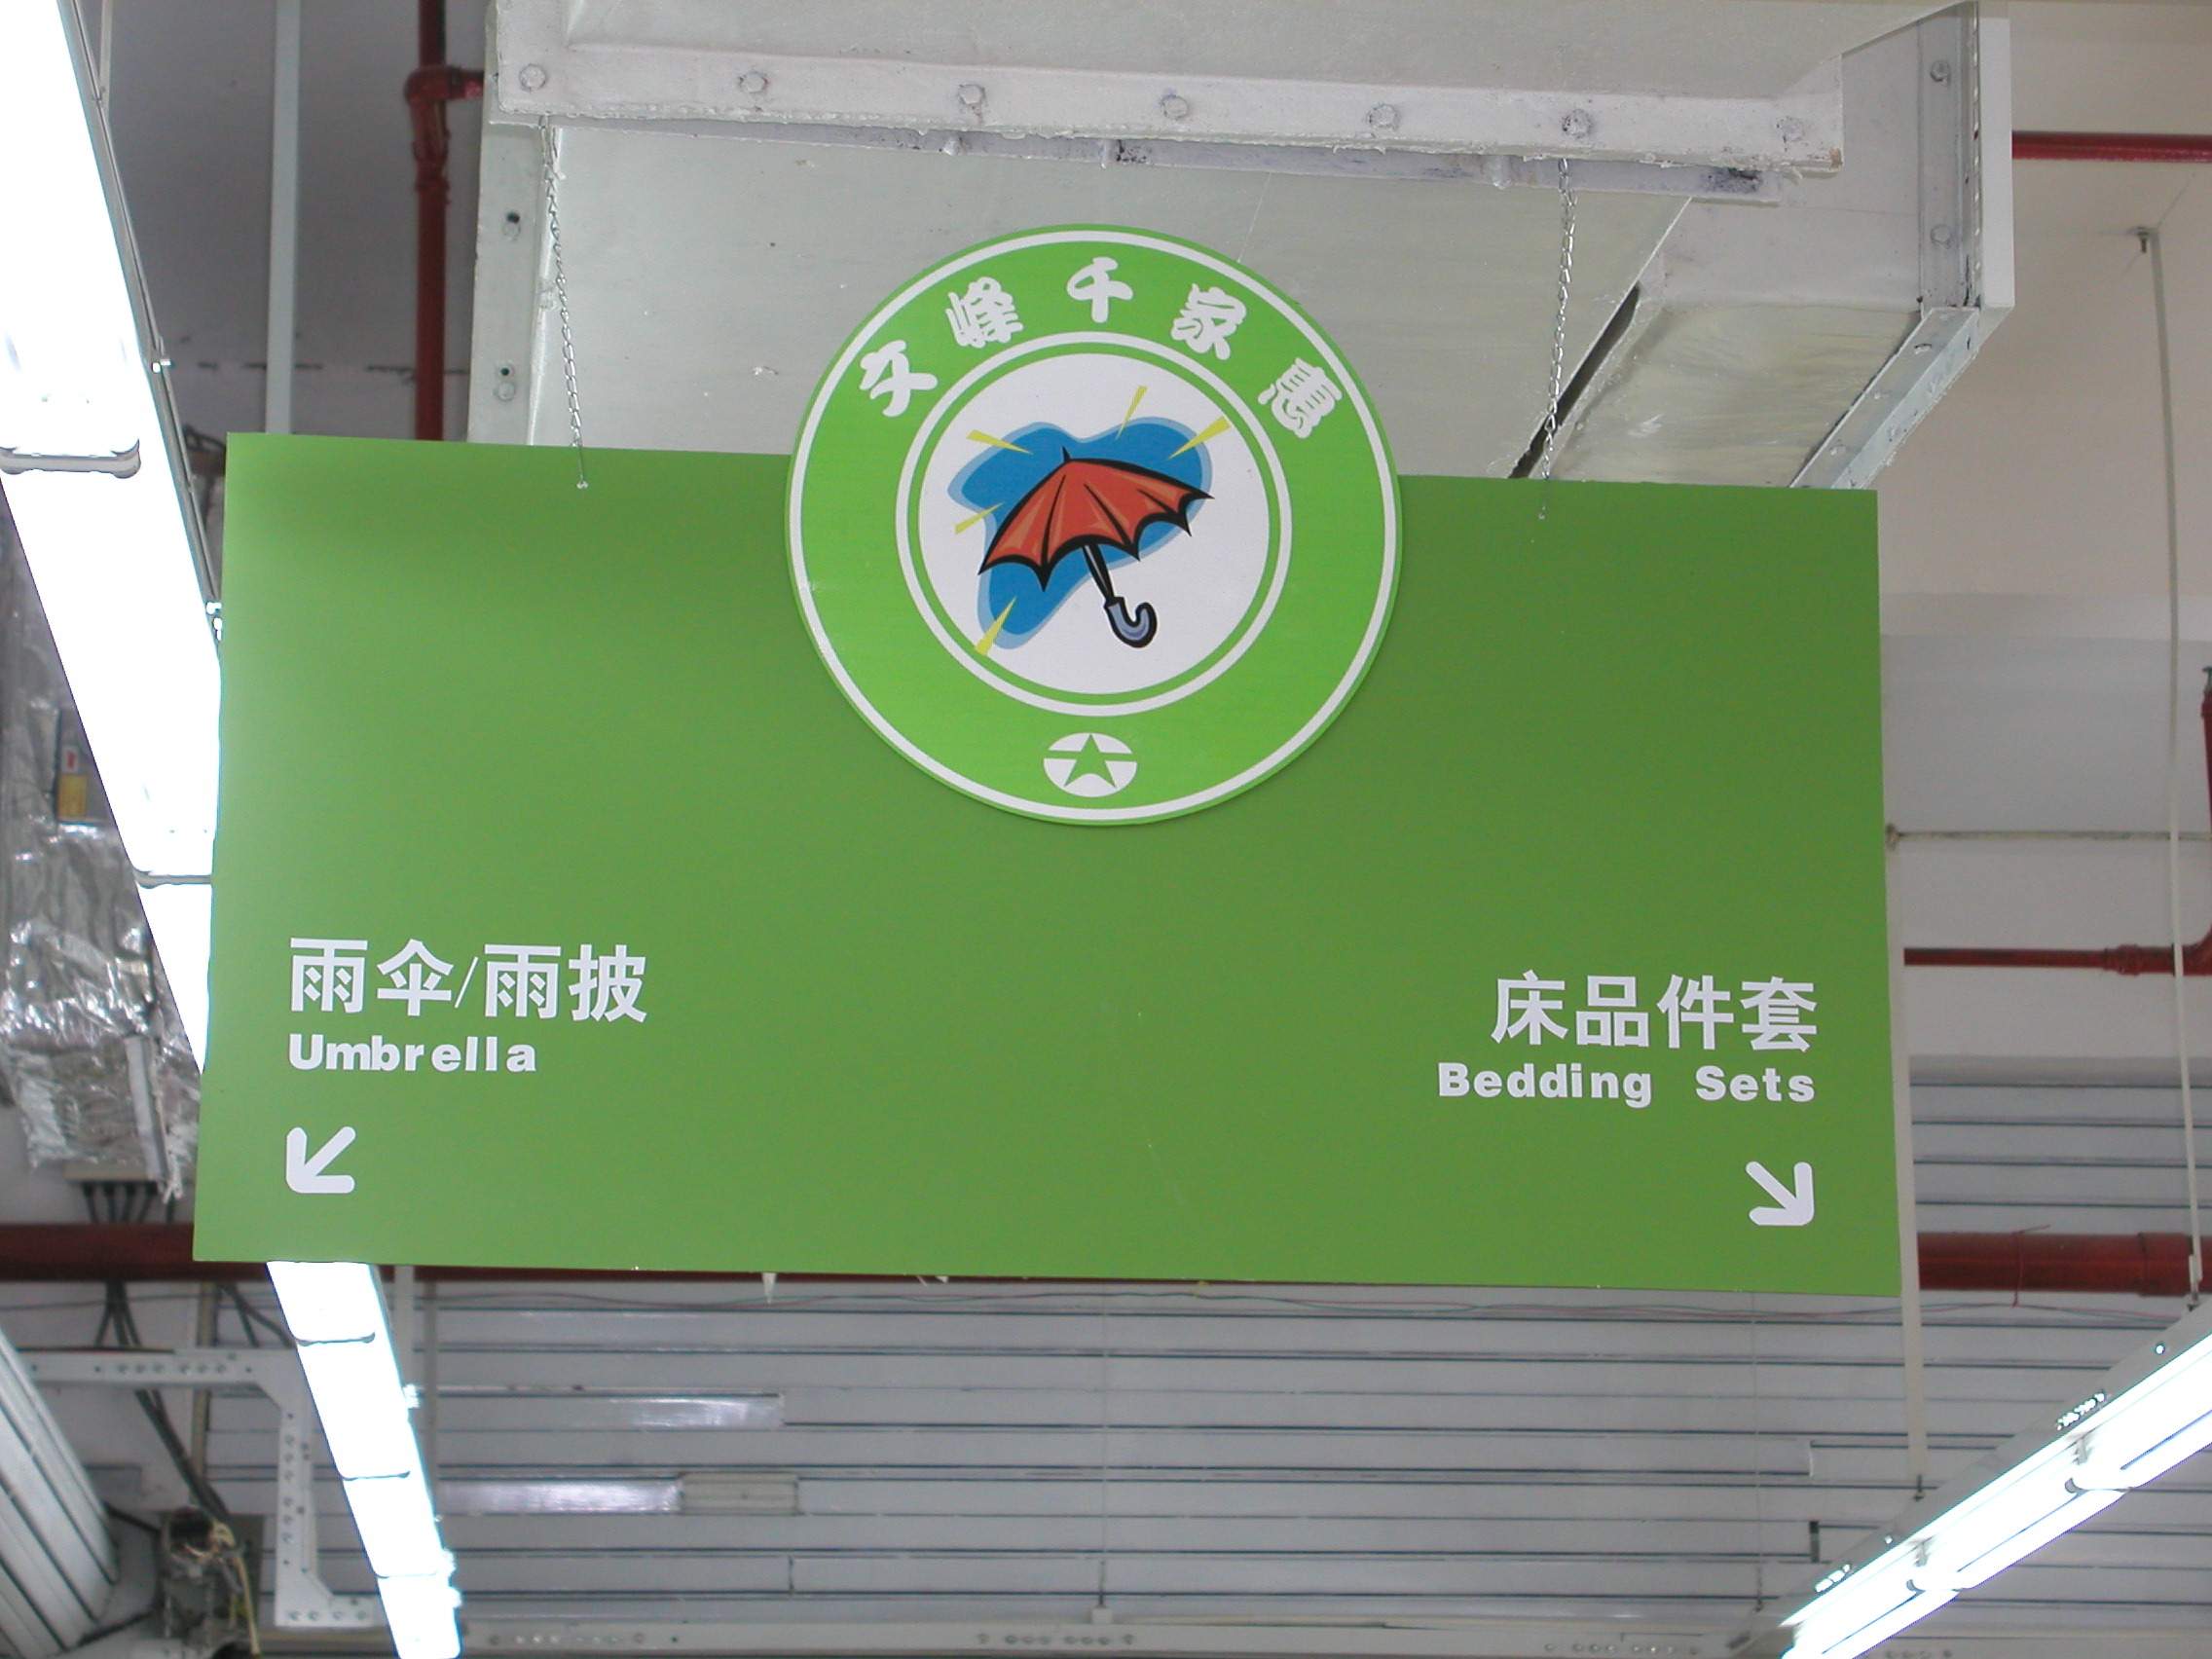 文峰千家惠
雨伞/雨披
Umbrella
床品件套
Bedding Sets